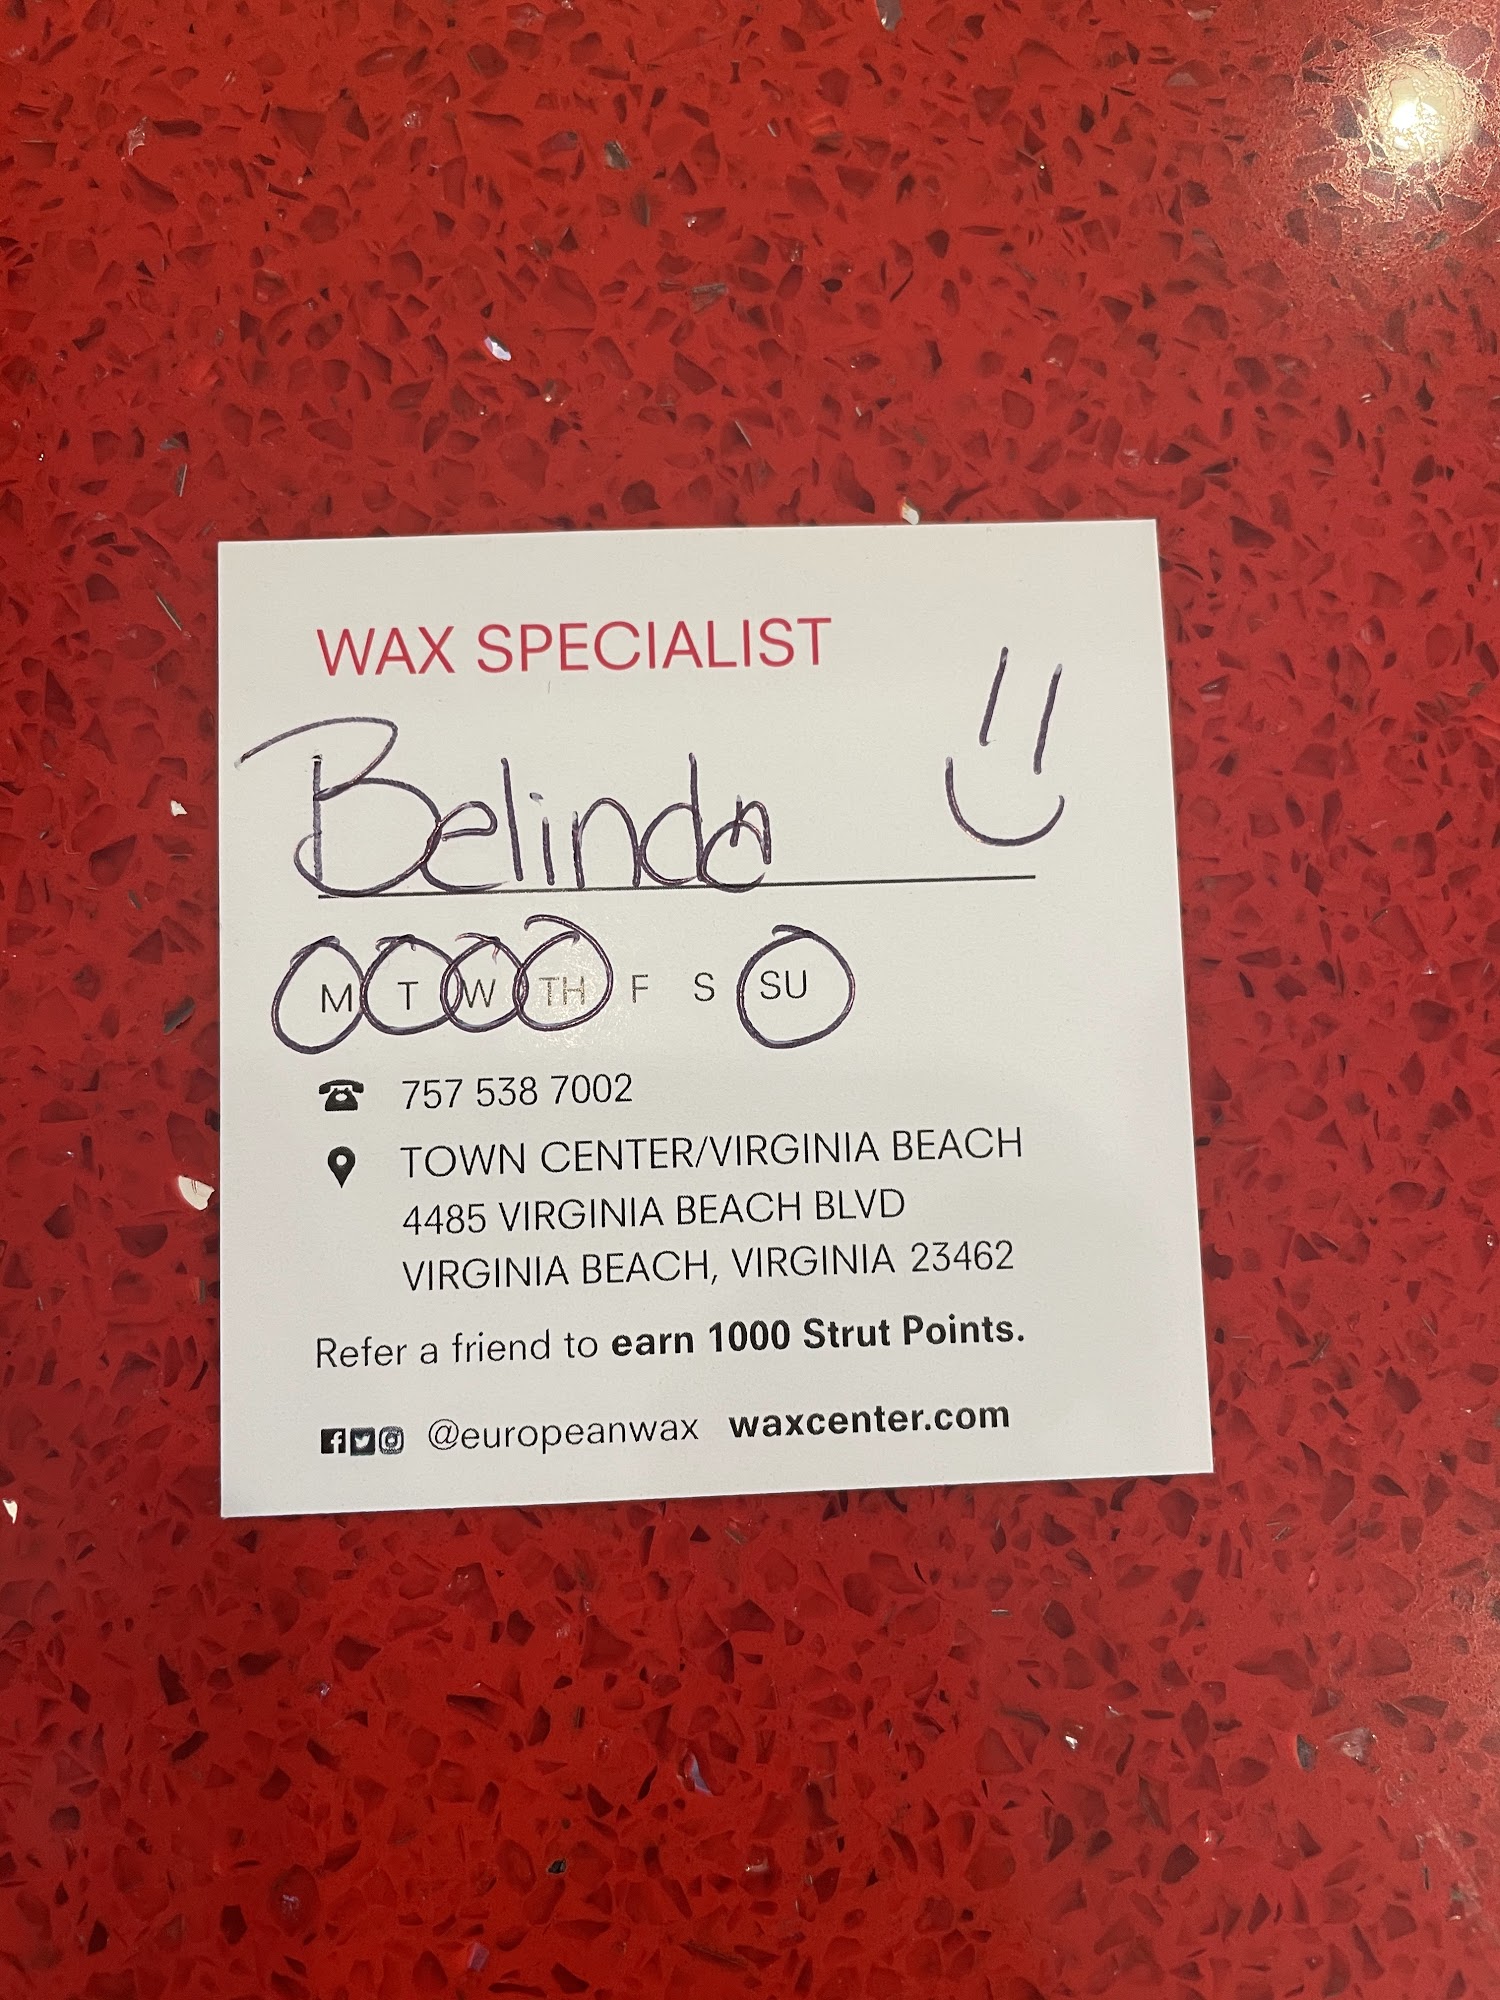 WAX SPECIALIST
Belinda
M T W TH F S SU
757 538 7002
TOWN CENTER/VIRGINIA BEACH
4485 VIRGINIA BEACH BLVD
VIRGINIA BEACH, VIRGINIA 23462
Refer a friend to earn 1000 Strut Points.
@europeanwax waxcenter.com